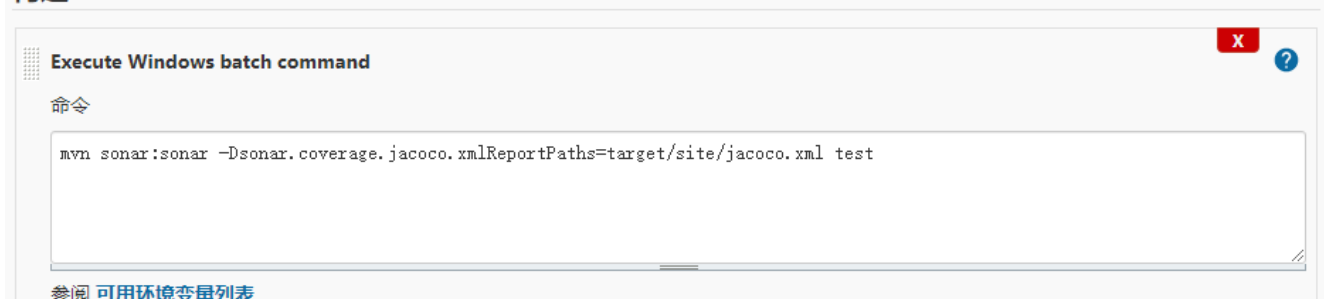 X
Execute Windows batch command
?
命令
mvn sonar:sonar -Dsonar.coverage.jacoco.xmlReportPaths=target/site/jacoco.xml test
参阅 可用环境变量列表